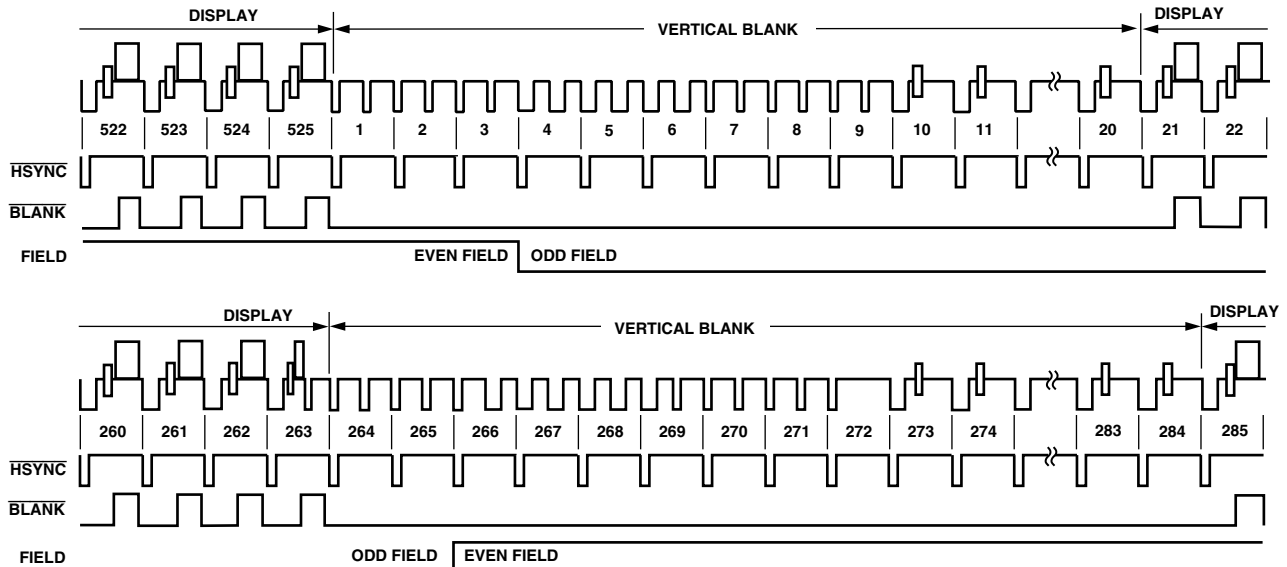 DISPLAY VERTICAL BLANK DISPLAY
522 523 524 525 1 2 3 4 5 6 7 8 9 10 11 20 21 22
HSYNC
BLANK
FIELD EVEN FIELD ODD FIELD
DISPLAY VERTICAL BLANK DISPLAY
260 261 262 263 264 265 266 267 268 269 270 271 272 273 274 283 284 285
HSYNC
BLANK
FIELD ODD FIELD EVEN FIELD